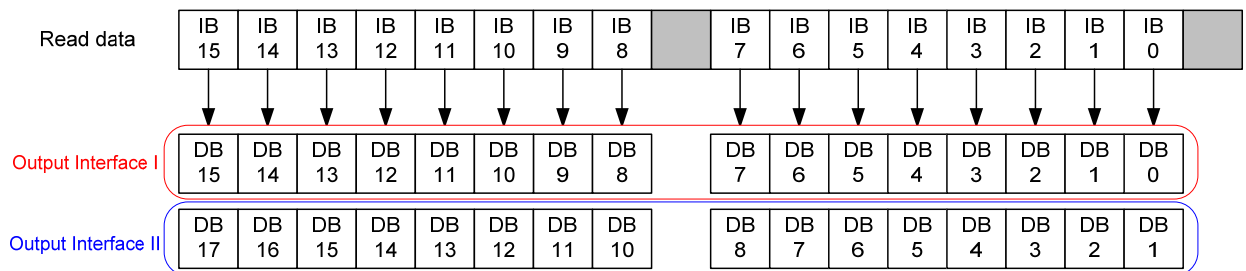 Read data IB 15 IB 14 IB 13 IB 12 IB 11 IB 10 IB 9 IB 8 IB 7 IB 6 IB 5 IB 4 IB 3 IB 2 IB 1 IB 0
Output Interface I DB 15 DB 14 DB 13 DB 12 DB 11 DB 10 DB 9 DB 8 DB 7 DB 6 DB 5 DB 4 DB 3 DB 2 DB 1 DB 0
Output Interface II DB 17 DB 16 DB 15 DB 14 DB 13 DB 12 DB 11 DB 10 DB 8 DB 7 DB 6 DB 5 DB 4 DB 3 DB 2 DB 1